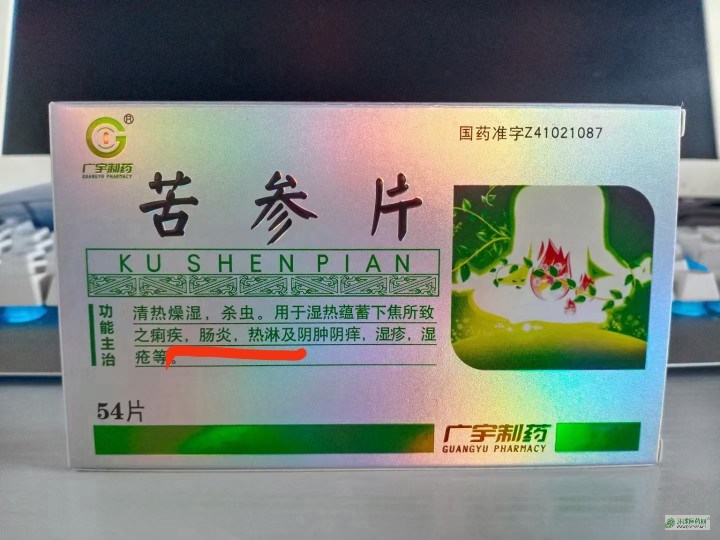 ®
广宇制药
GUANGYU PHARMACY
国药准字Z41021087
苦参片
KU SHEN PIAN
功能主治
清热燥湿，杀虫。用于湿热蕴蓄下焦所致
之痢疾，肠炎，热淋及阴肿阴痒，湿疹，湿
疮等。
54片
广宇制药
GUANGYU PHARMACY